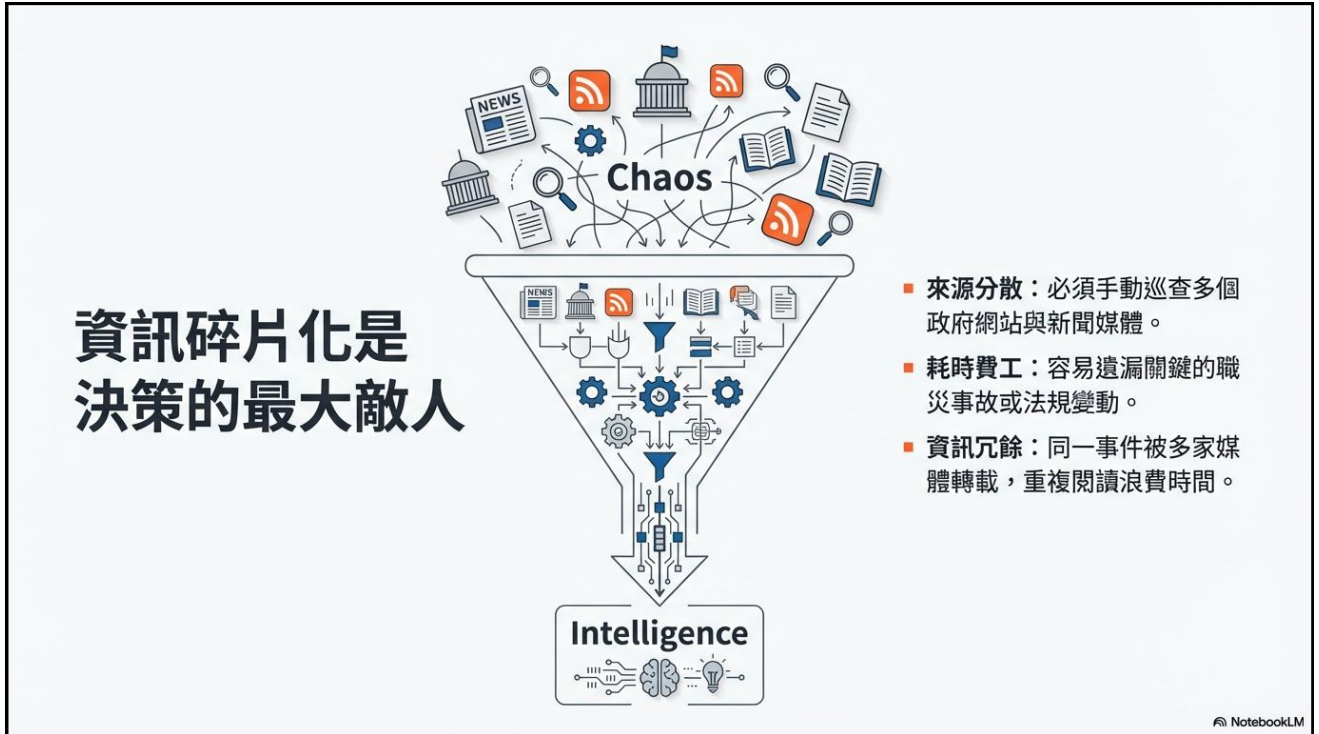 NEWS
Chaos
NEWS
資訊碎片化是
決策的最大敵人
來源分散：必須手動巡查多個
政府網站與新聞媒體。
耗時費工：容易遺漏關鍵的職
災事故或法規變動。
資訊冗餘：同一事件被多家媒
體轉載，重複閱讀浪費時間。
Intelligence
NotebookLM